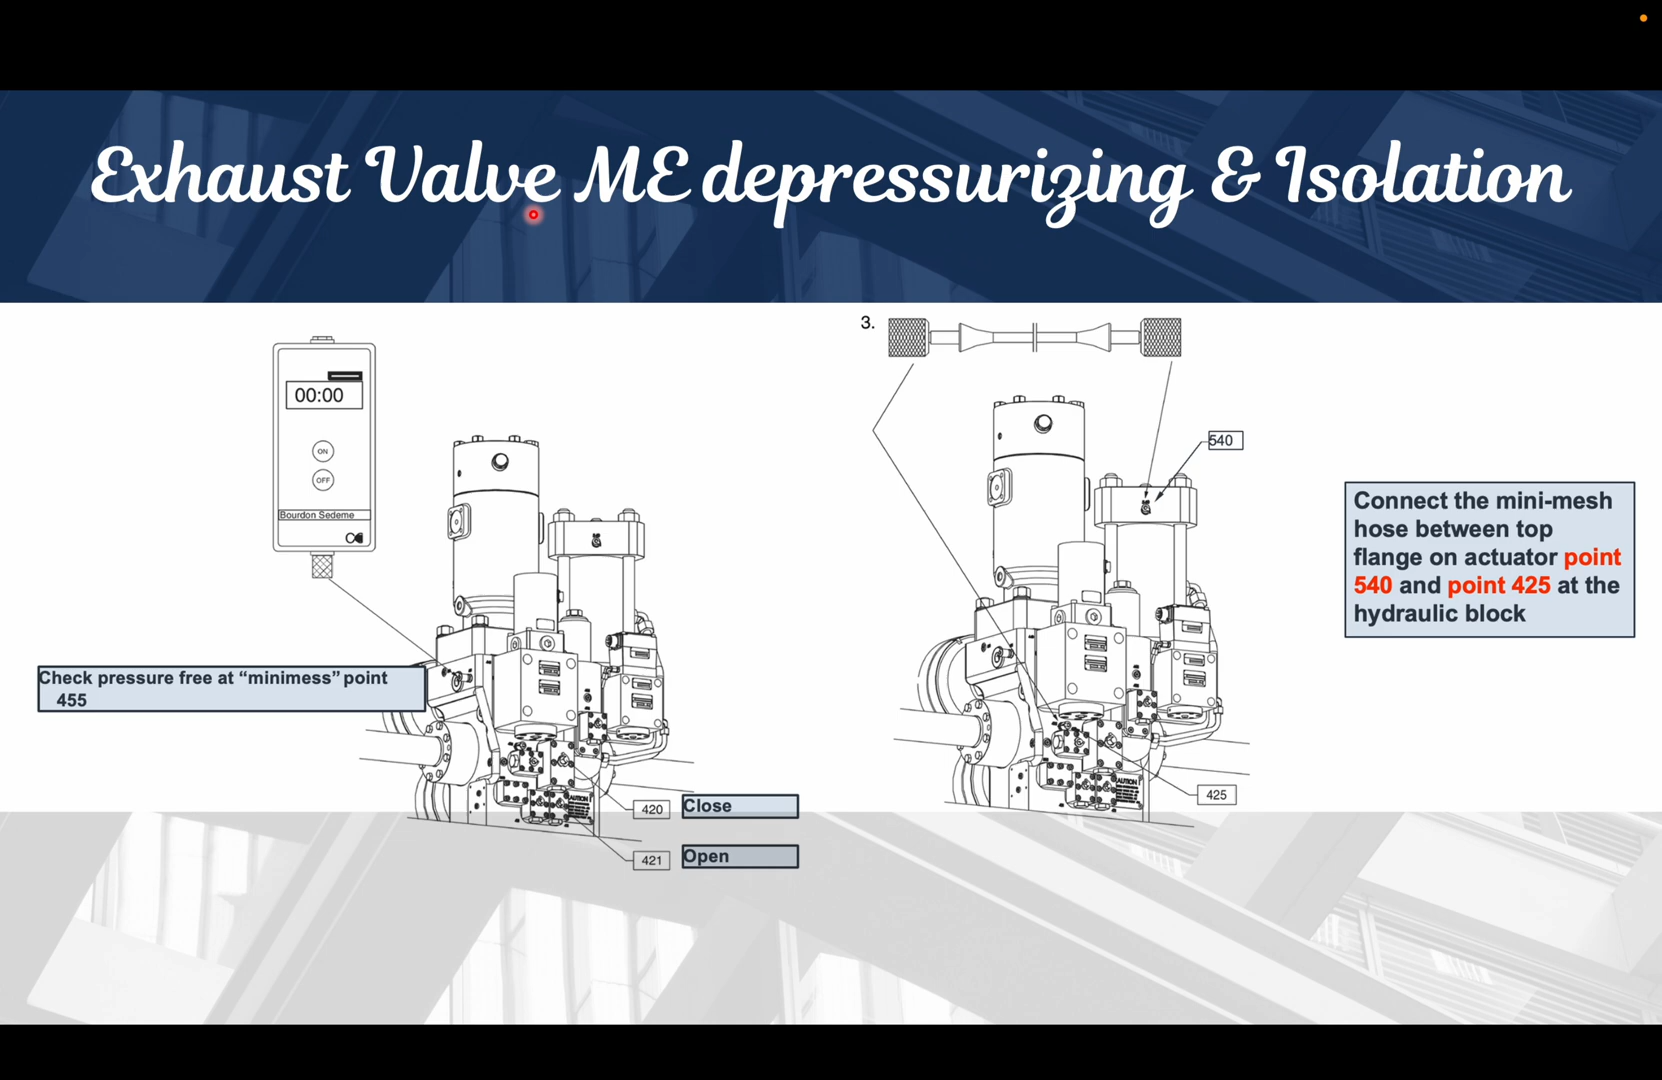 Exhaust Valve ME depressurizing & Isolation
3.
00:00
ON
OFF
Bourdon Sedeme
540
Connect the mini-mesh
hose between top
flange on actuator point
540 and point 425 at the
hydraulic block
Check pressure free at “minimess” point
455
CAUTION
CAUTION
425
420 Close
421 Open